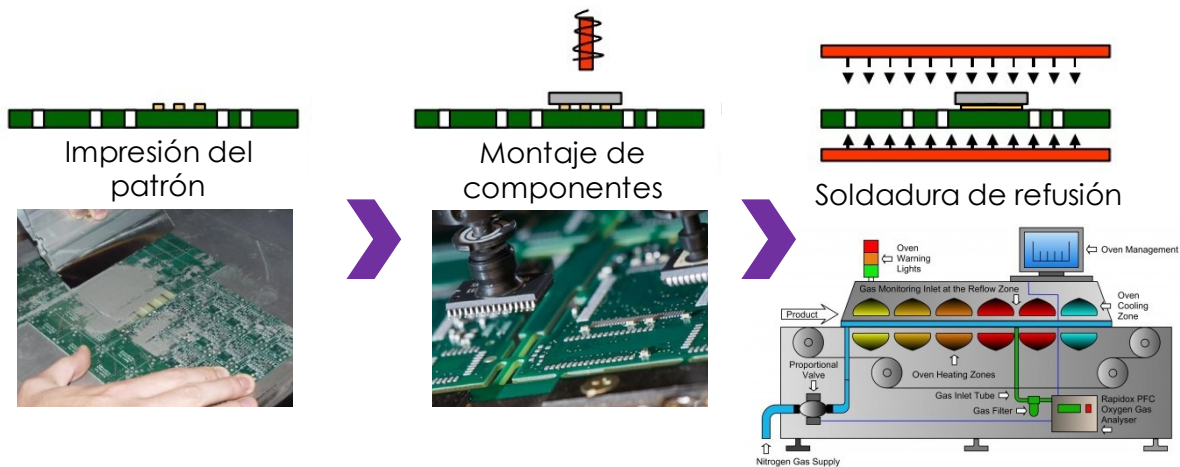 Impresión del
patrón
Montaje de
componentes
Soldadura de refusión
Oven
Warning
Lights
Oven Management
Gas Monitoring Inlet at the Reflow Zone
Oven
Cooling
Zone
Product
Proportional
Valve
Oven Heating Zones
Gas Inlet Tube
Gas Filter
Rapidox PFC
Oxygen Gas
Analyser
Nitrogen Gas Supply